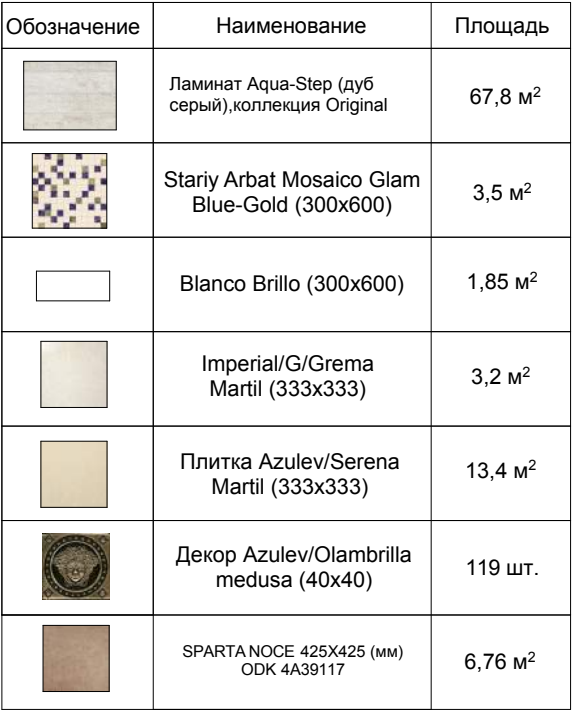 Обозначение Наименование Площадь
Ламинат Aqua-Step (дуб
серый),коллекция Original
67,8 м²
Stariy Arbat Mosaico Glam
Blue-Gold (300x600)
3,5 м²
Blanco Brillo (300x600)
1,85 м²
Imperial/G/Grema
Martil (333x333)
3,2 м²
Плитка Azulev/Serena
Martil (333x333)
13,4 м²
Декор Azulev/Olambrilla
medusa (40x40)
119 шт.
SPARTA NOCE 425X425 (мм)
ODK 4A39117
6,76 м²